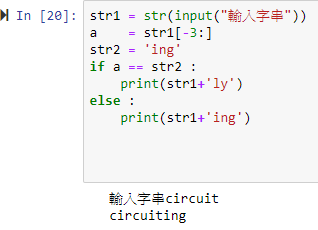 In [20]:
str1 = str(input("輸入字串"))
a    = str1[-3:]
str2 = 'ing'
if a == str2 :
    print(str1+'ly')
else :
    print(str1+'ing')
輸入字串circuit
circuiting